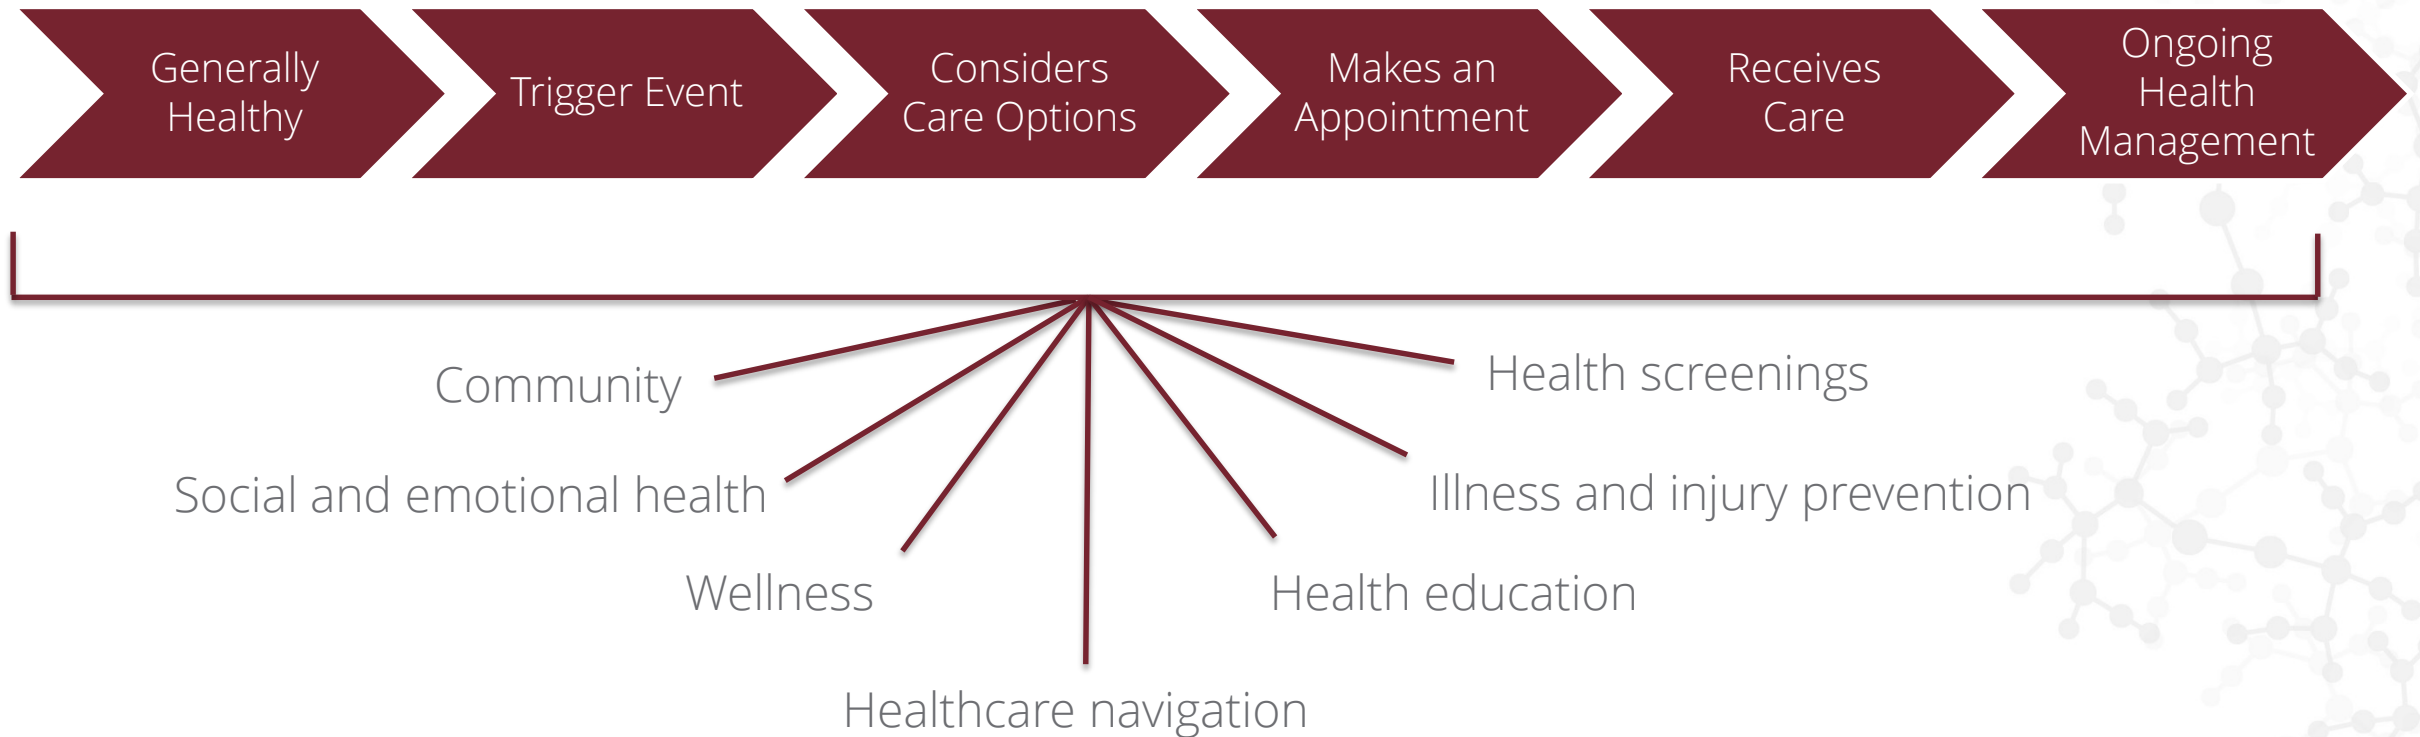 Generally
Healthy
Trigger Event
Considers
Care Options
Makes an
Appointment
Receives
Care
Ongoing
Health
Management
Community
Health screenings
Social and emotional health
Illness and injury prevention
Wellness
Health education
Healthcare navigation